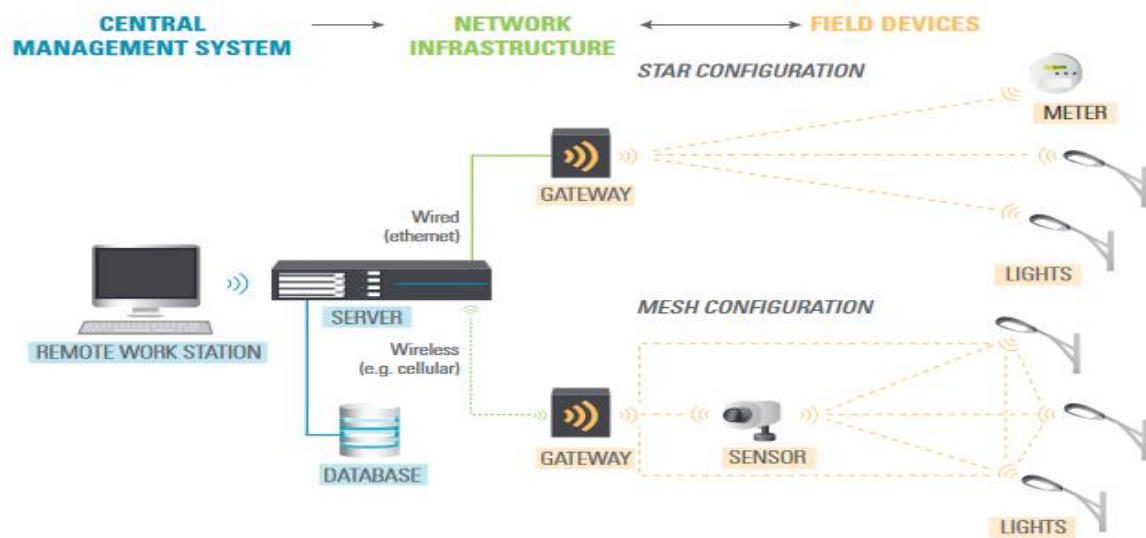 CENTRAL
MANAGEMENT SYSTEM
NETWORK
INFRASTRUCTURE
FIELD DEVICES
STAR CONFIGURATION
METER
GATEWAY
Wired
(ethernet)
LIGHTS
SERVER
REMOTE WORK STATION
MESH CONFIGURATION
Wireless
(e.g. cellular)
GATEWAY
SENSOR
DATABASE
LIGHTS